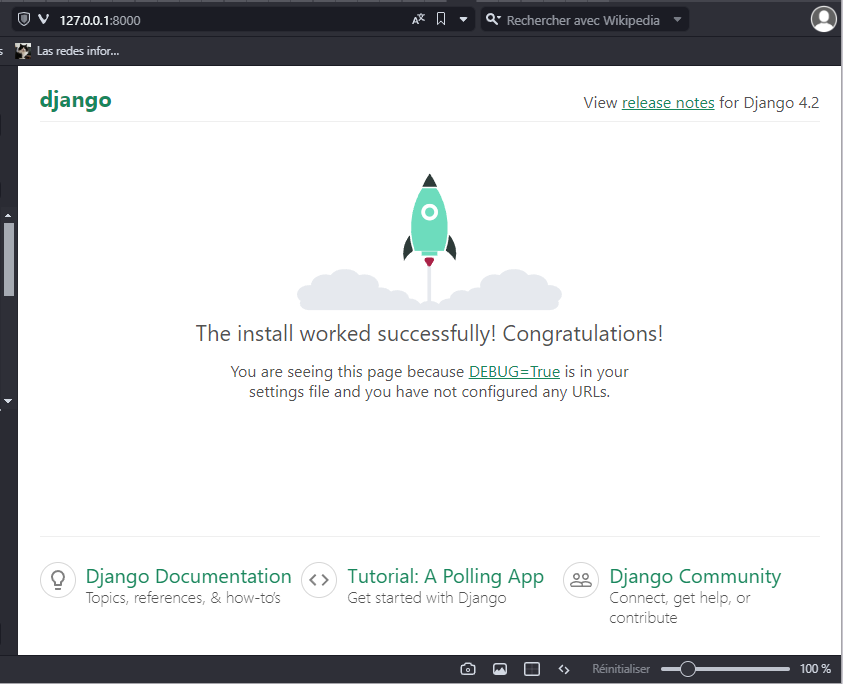 127.0.0.1:8000
Rechercher avec Wikipedia
s
Las redes infor...
django
View release notes for Django 4.2
The install worked successfully! Congratulations!
You are seeing this page because DEBUG=True is in your
settings file and you have not configured any URLs.
Django Documentation
Topics, references, & how-to's
Tutorial: A Polling App
Get started with Django
Django Community
Connect, get help, or
contribute
Réinitialiser
100 %